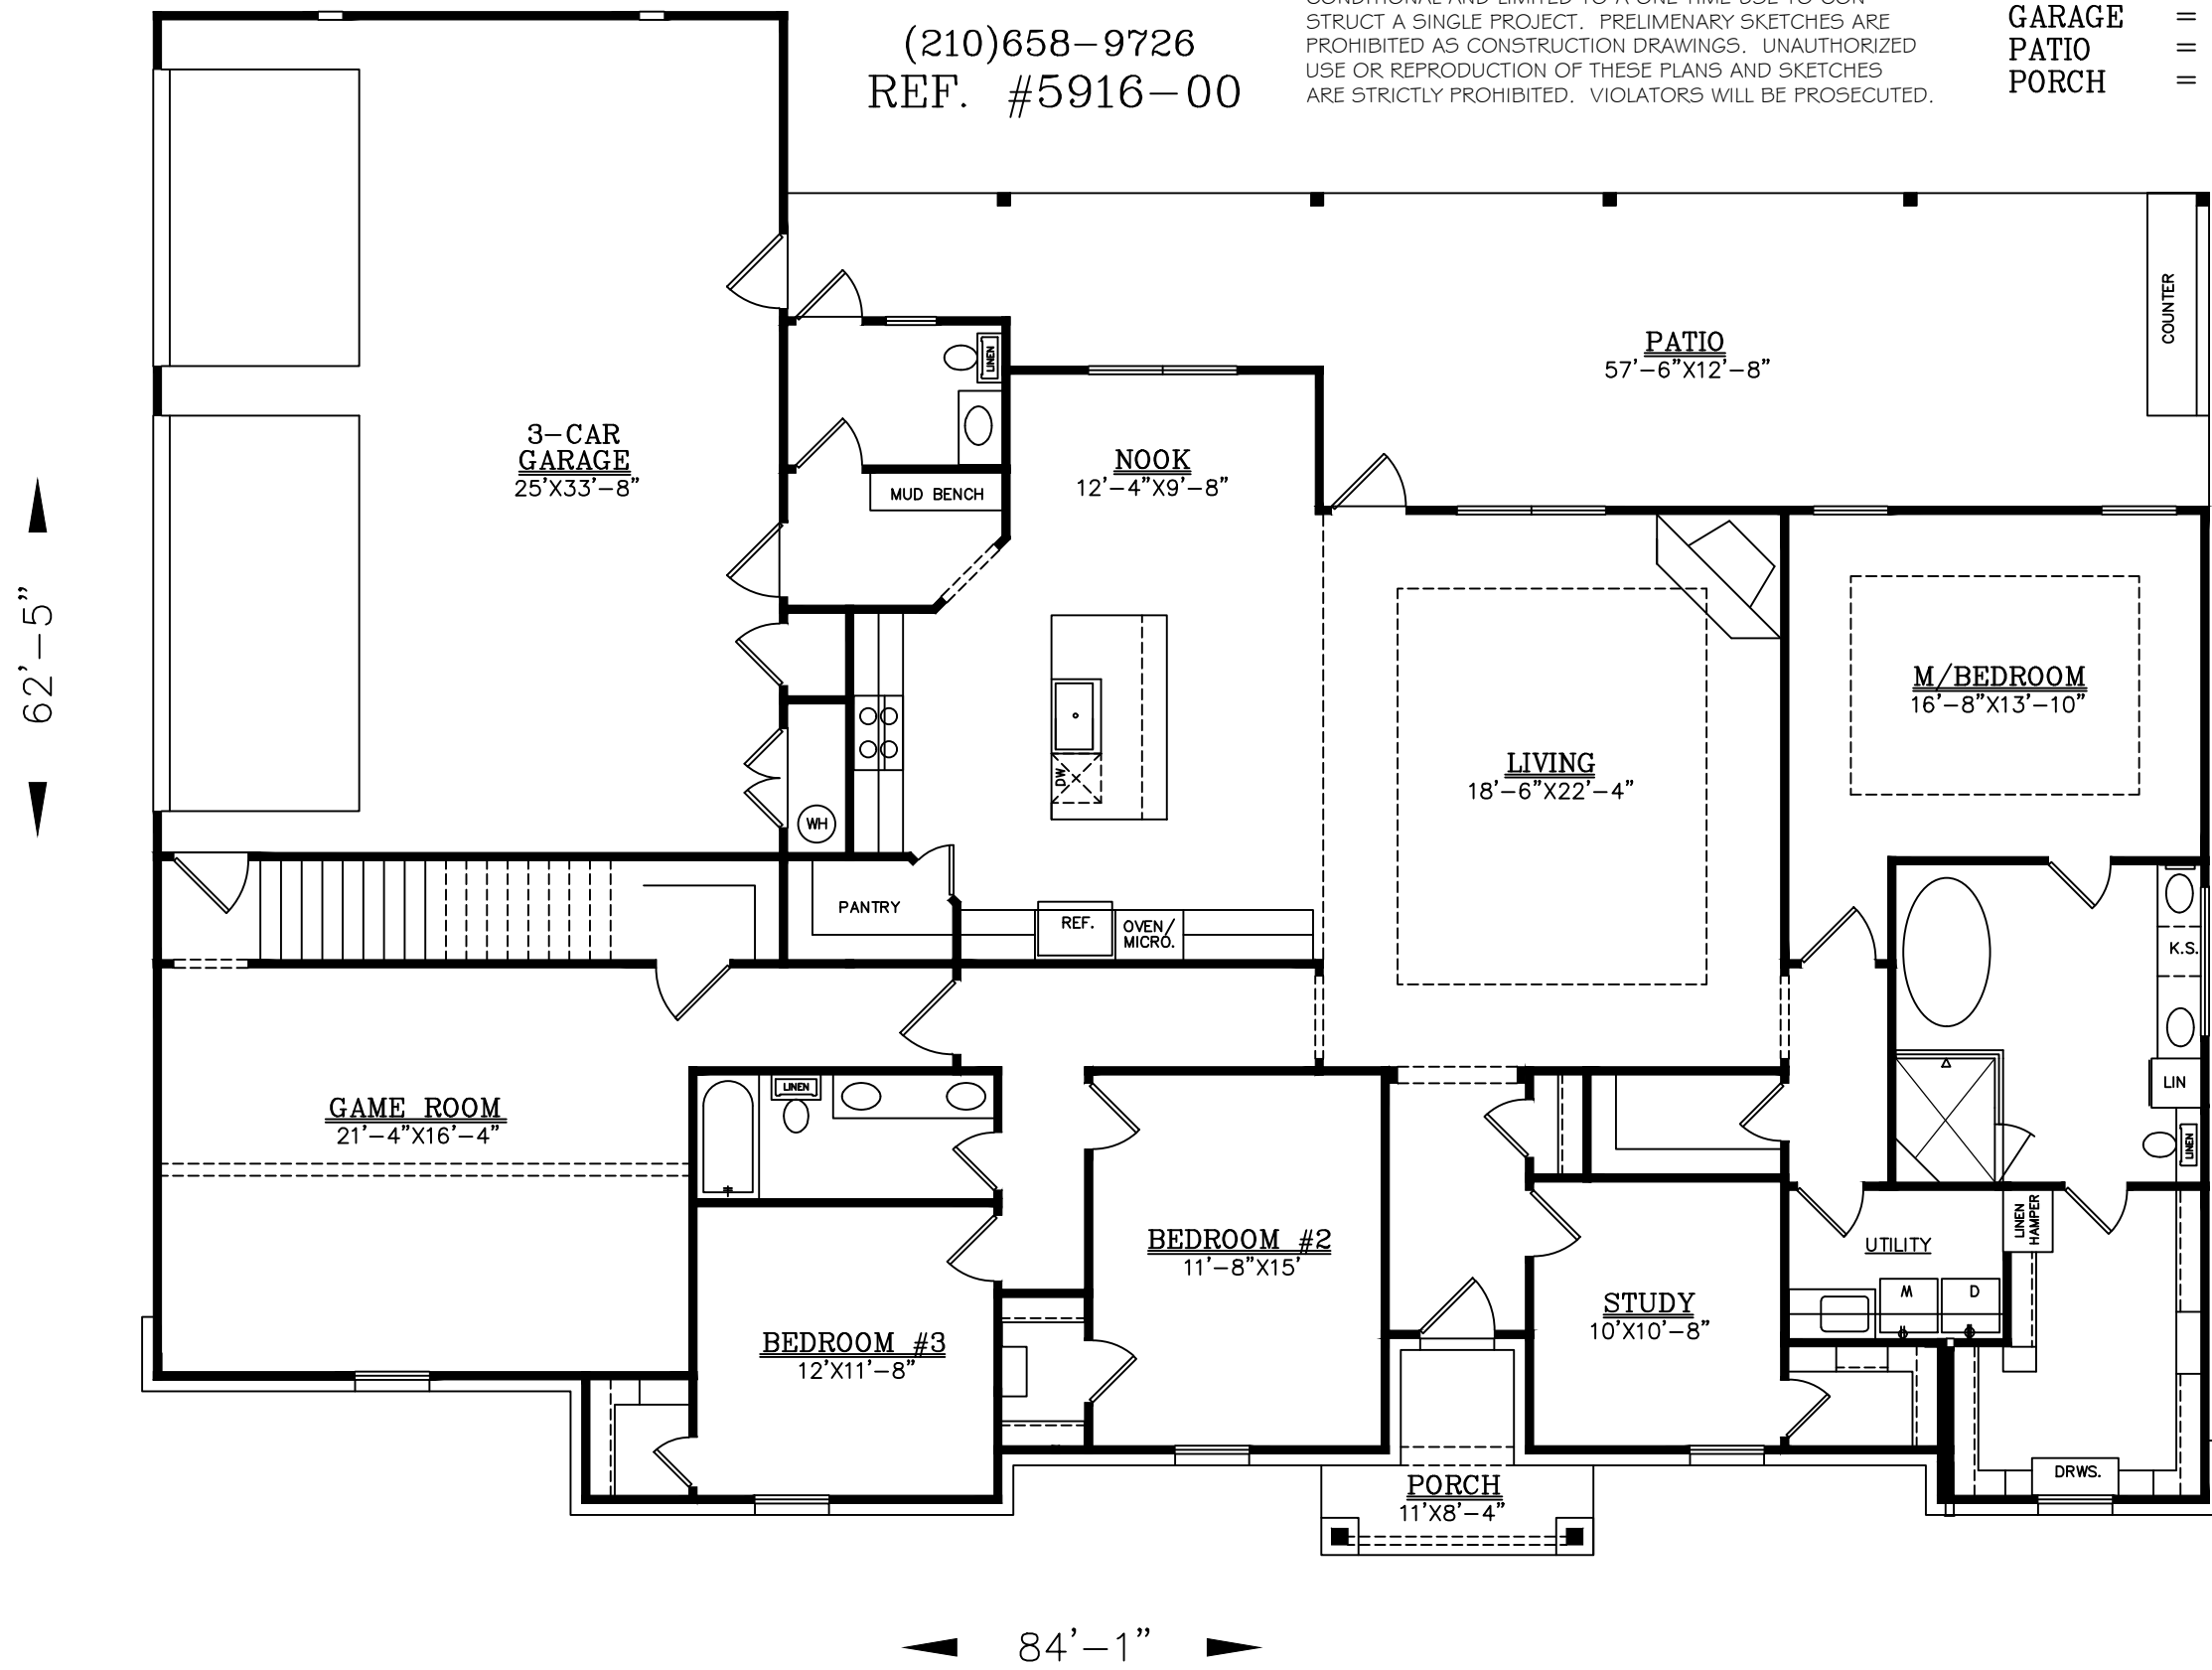 STRUCT A SINGLE PROJECT. PRELIMENARY SKETCHES ARE
PROHIBITED AS CONSTRUCTION DRAWINGS. UNAUTHORIZED
USE OR REPRODUCTION OF THESE PLANS AND SKETCHES
ARE STRICTLY PROHIBITED. VIOLATORS WILL BE PROSECUTED.
(210)658-9726
REF. #5916-00
GARAGE =
PATIO =
PORCH =
COUNTER
PATIO
57'-6"X12'-8"
LINEN
3-CAR
GARAGE
25'X33'-8"
MUD BENCH
NOOK
12'-4"X9'-8"
62'-5"
M/BEDROOM
16'-8"X13'-10"
LIVING
18'-6"X22'-4"
DW
WH
PANTRY
REF.
OVEN/
MICRO.
K.S.
LIN
LINEN
GAME ROOM
21'-4"X16'-4"
LINEN
LINEN
HAMPER
BEDROOM #2
11'-8"X15'
UTILITY
W
D
STUDY
10'X10'-8"
BEDROOM #3
12'X11'-8"
DRWS.
PORCH
11'X8'-4"
84'-1"